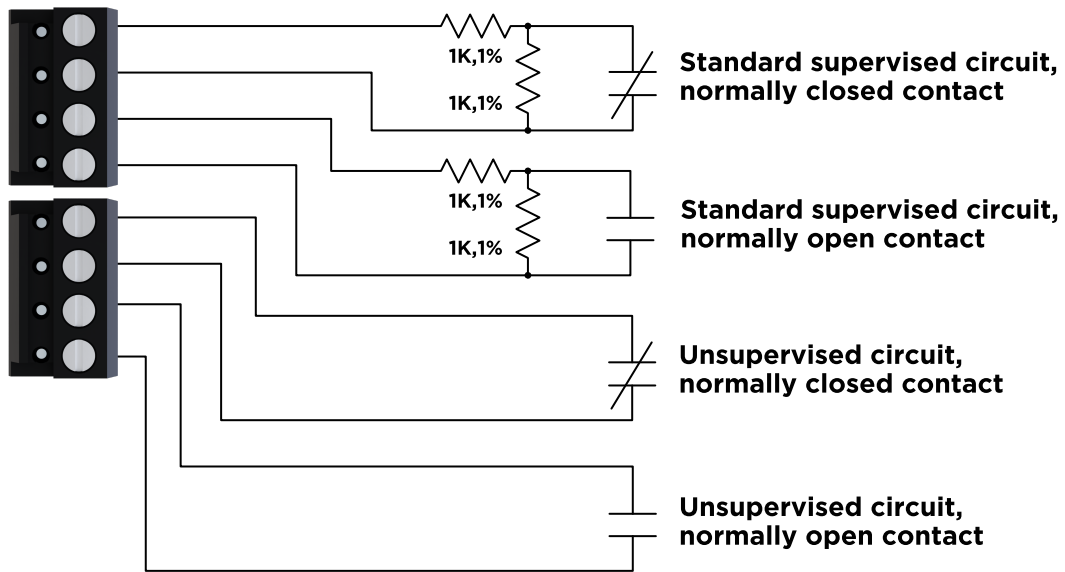 1K,1%
1K,1%
Standard supervised circuit,
normally closed contact
1K,1%
1K,1%
Standard supervised circuit,
normally open contact
Unsupervised circuit,
normally closed contact
Unsupervised circuit,
normally open contact